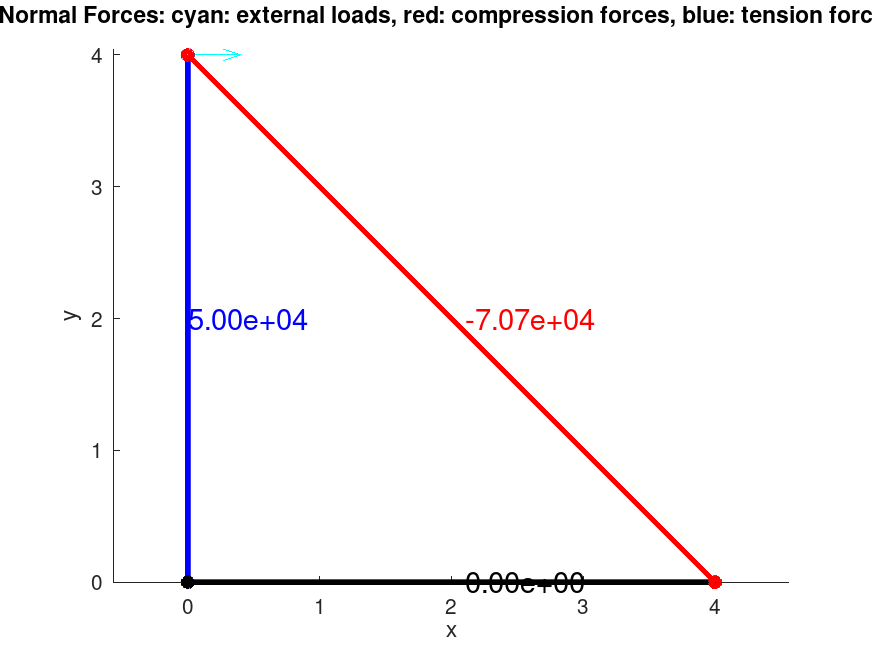 Normal Forces: cyan: external loads, red: compression forces, blue: tension forc
4
3
y
2
5.00e+04
-7.07e+04
1
0
0.00e+00
0 1 2 3 4
x